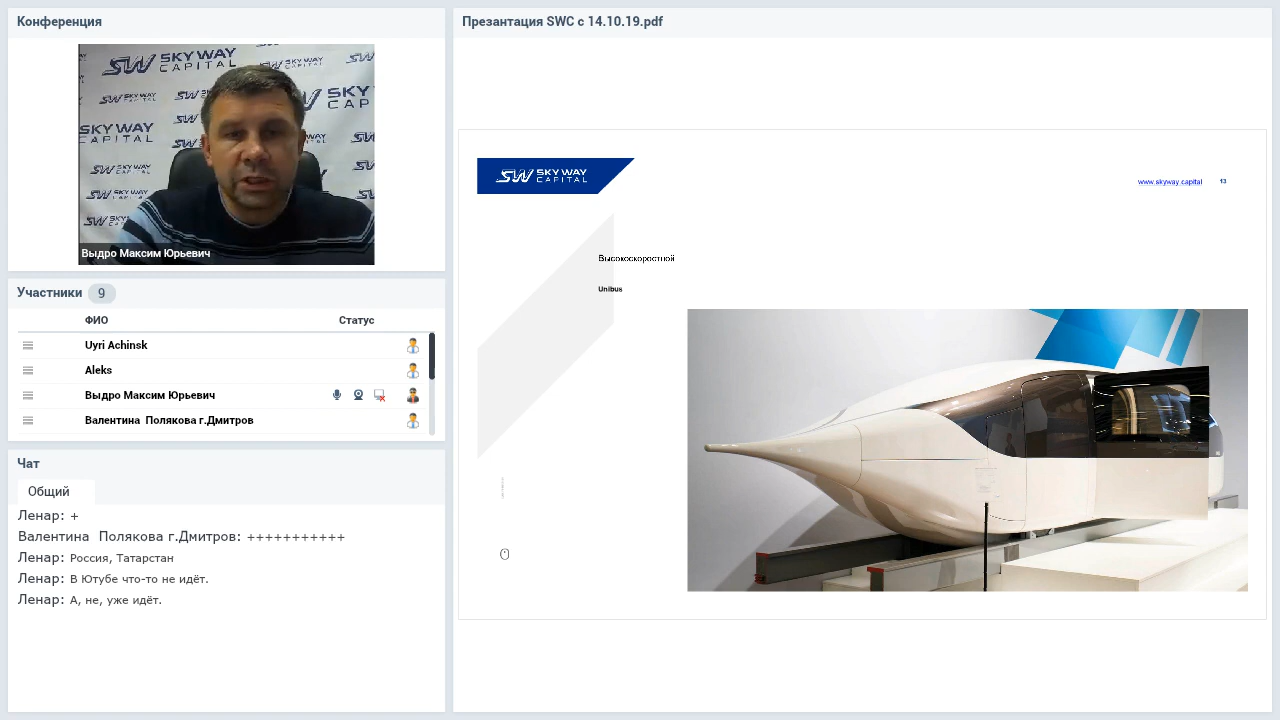 Конференция
SKY WAY
CAPITAL
SKY WAY
CAPITAL
Выдро Максим Юрьевич
Участники 9
ФИО Статус
Uyri Achinsk
Aleks
Выдро Максим Юрьевич
Валентина Полякова г.Дмитров
Чат
Общий
Ленар: +
Валентина Полякова г.Дмитров: +++++++++++
Ленар: Россия, Татарстан
Ленар: В Ютубе что-то не идёт.
Ленар: А, не, уже идёт.
Презантация SWC с 14.10.19.pdf
SW SKY WAY
CAPITAL
www.skyway.capital 13
Высокоскоростной
Unibus